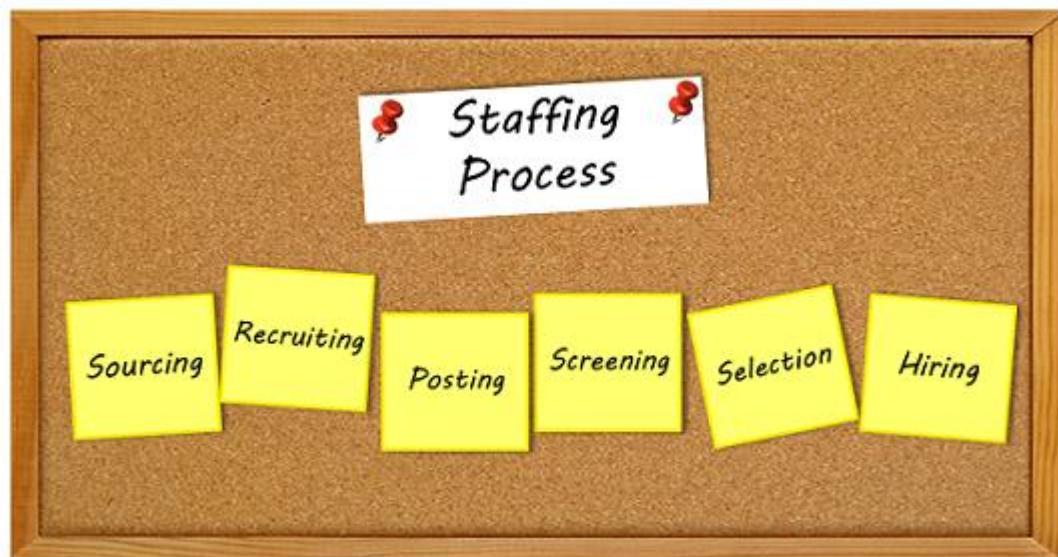 Staffing
Process
Sourcing
Recruiting
Posting
Screening
Selection
Hiring